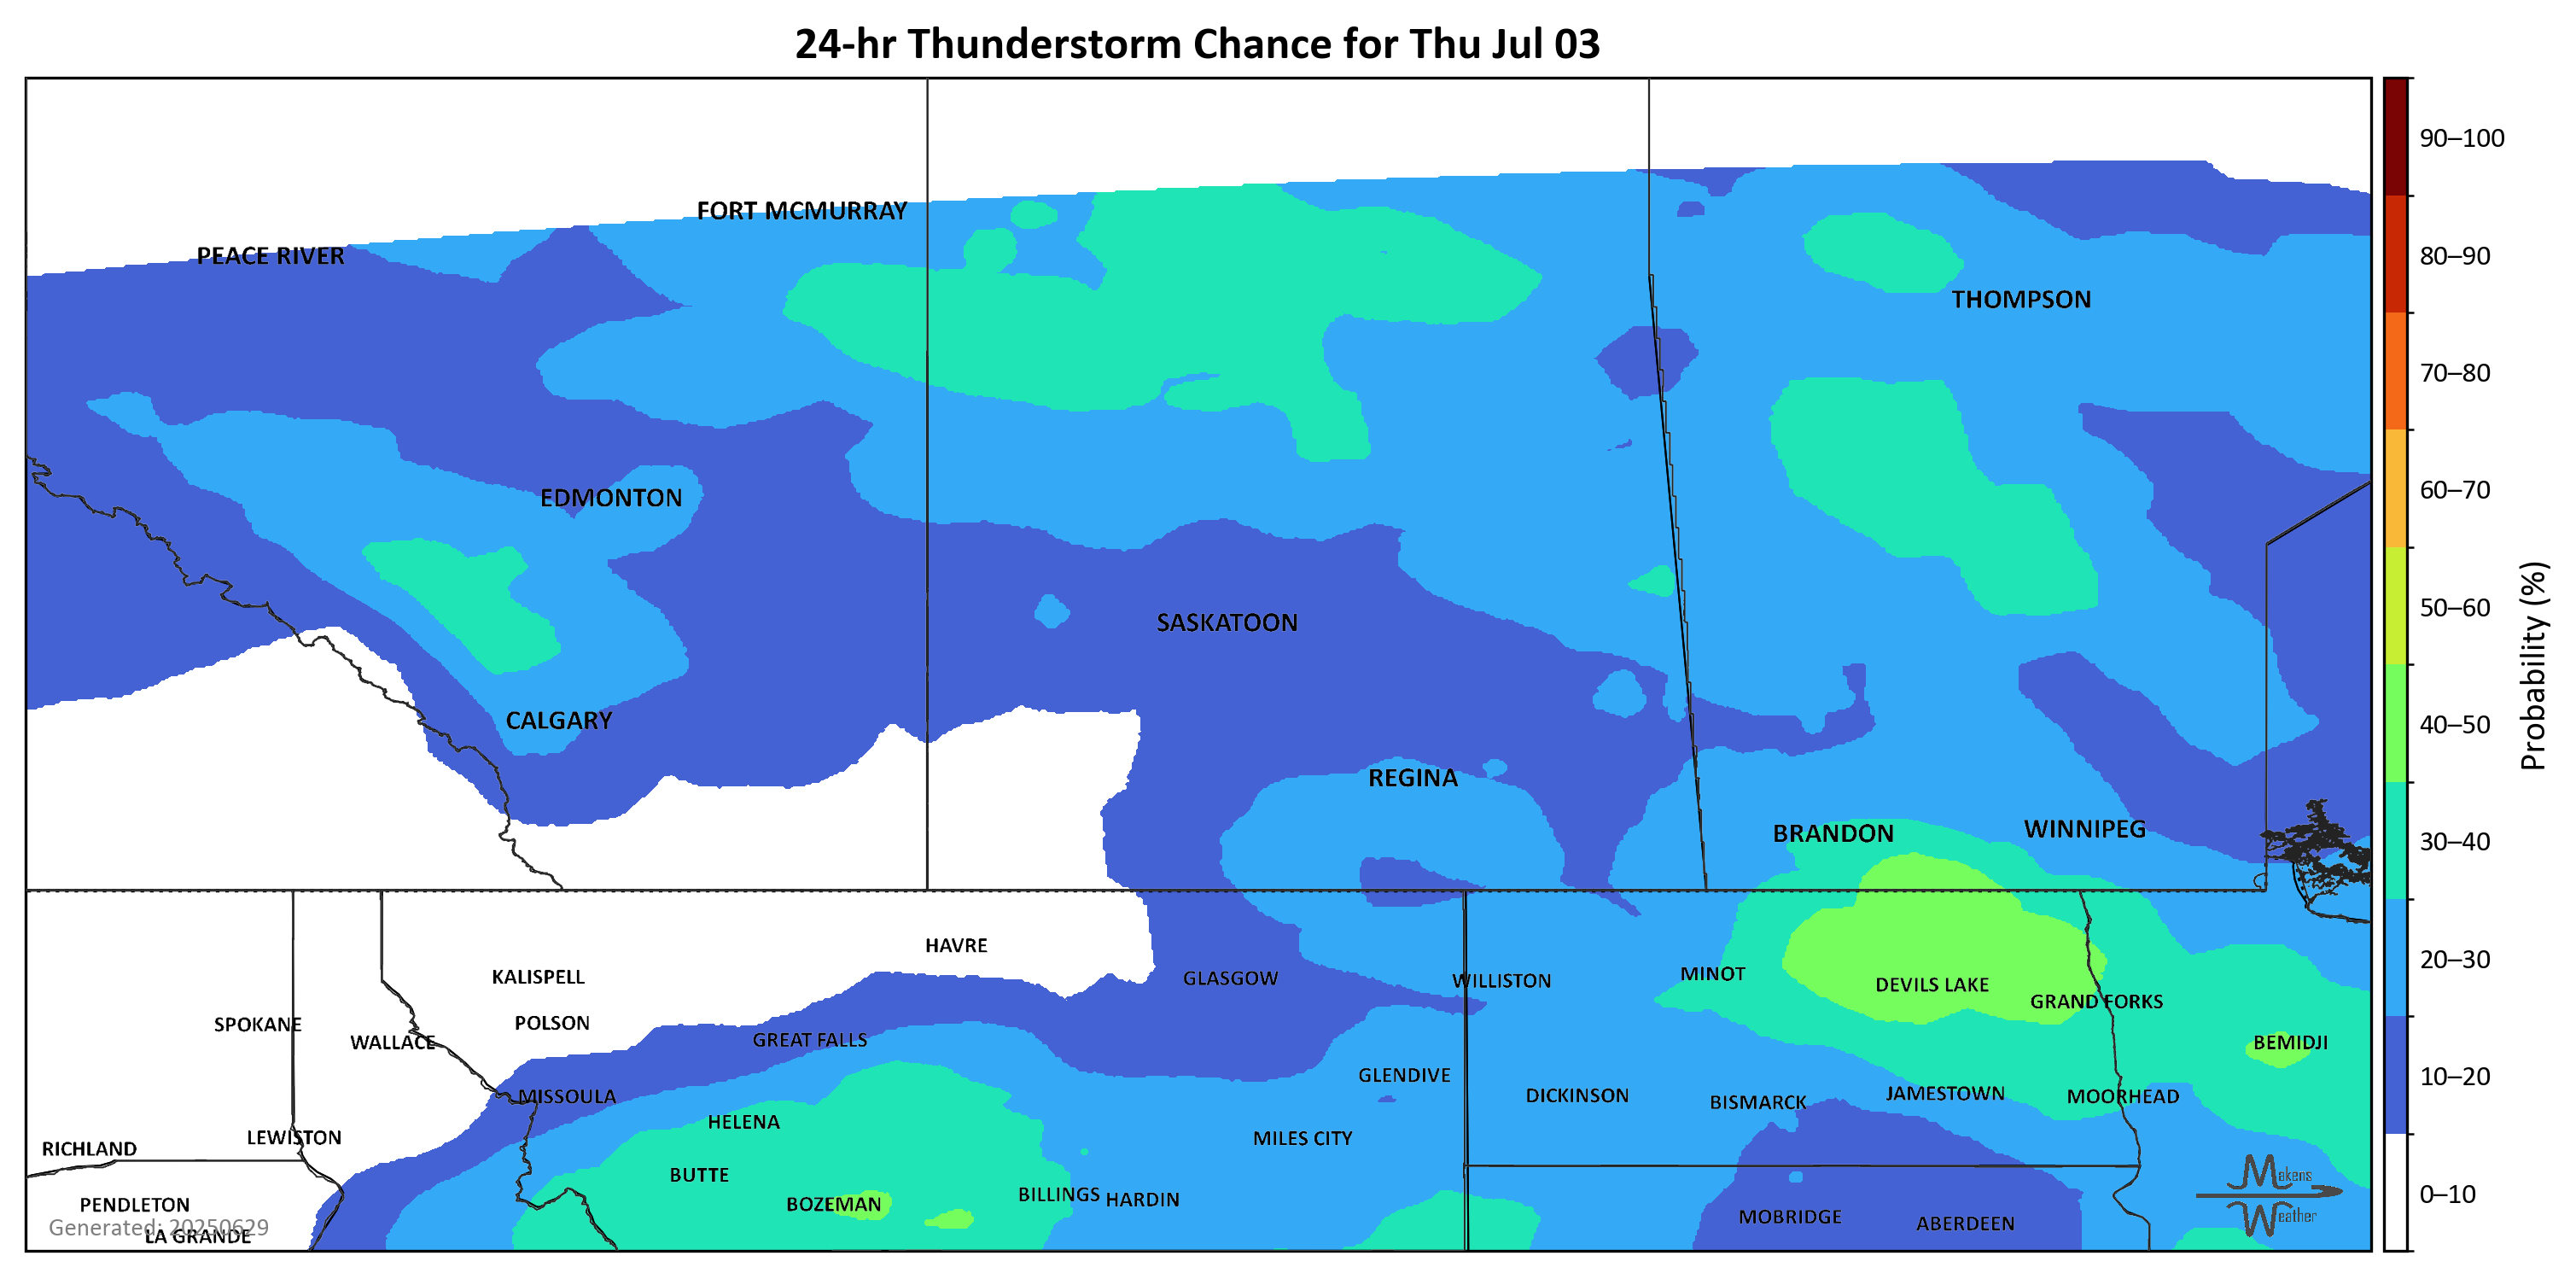 24-hr Thunderstorm Chance for Thu Jul 03
90–100
FORT MCMURRAY
PEACE RIVER
80–90
THOMPSON
70–80
60–70
EDMONTON
50–60
SASKATOON
Probability (%)
CALGARY
40–50
REGINA
BRANDON
WINNIPEG
30–40
HAVRE
20–30
KALISPELL
GLASGOW
WILLISTON
MINOT
DEVILS LAKE
GRAND FORKS
SPOKANE
POLSON
WALLACE
GREAT FALLS
BEMIDJI
GLENDIVE
10–20
MISSOULA
DICKINSON
BISMARCK
JAMESTOWN
MOORHEAD
HELENA
LEWISTON
MILES CITY
RICHLAND
BUTTE
Makens
Weather
BILLINGS
HARDIN
0–10
PENDLETON
BOZEMAN
MOBRIDGE
ABERDEEN
Generated: 20250629
LA GRANDE